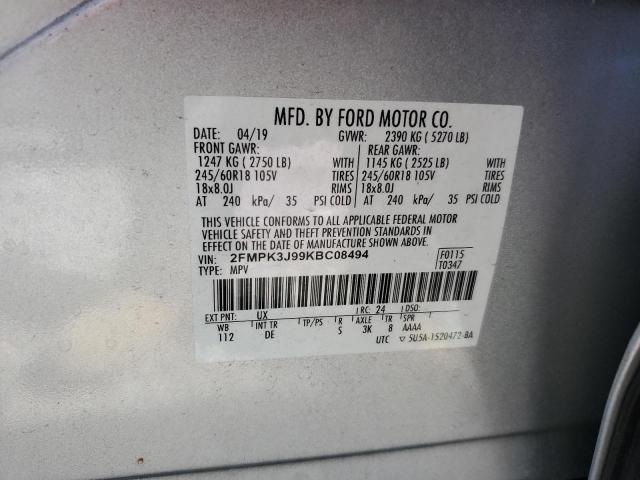 MFD. BY FORD MOTOR CO.
DATE: 04/19 GVWR: 2390 KG ( 5270 LB)
FRONT GAWR: REAR GAWR:
1247 KG ( 2750 LB) WITH 1145 KG ( 2525 LB) WITH
245/60R18 105V TIRES 245/60R18 105V TIRES
18x8.0J RIMS 18x8.0J RIMS
AT 240 kPa/ 35 PSI COLD AT 240 kPa/ 35 PSI COLD
THIS VEHICLE CONFORMS TO ALL APPLICABLE FEDERAL MOTOR
VEHICLE SAFETY AND THEFT PREVENTION STANDARDS IN
EFFECT ON THE DATE OF MANUFACTURE SHOWN ABOVE.
VIN: 2FMPK3J99KBC08494 F0115
TYPE: MPV T0347
EXT PNT: UX RC: 24 DSO:
WB INT TR TP/PS R AXLE TR SPR
112 DE S 3K 8 AAAA
UTC ▽ 5U5A-1520472-BA